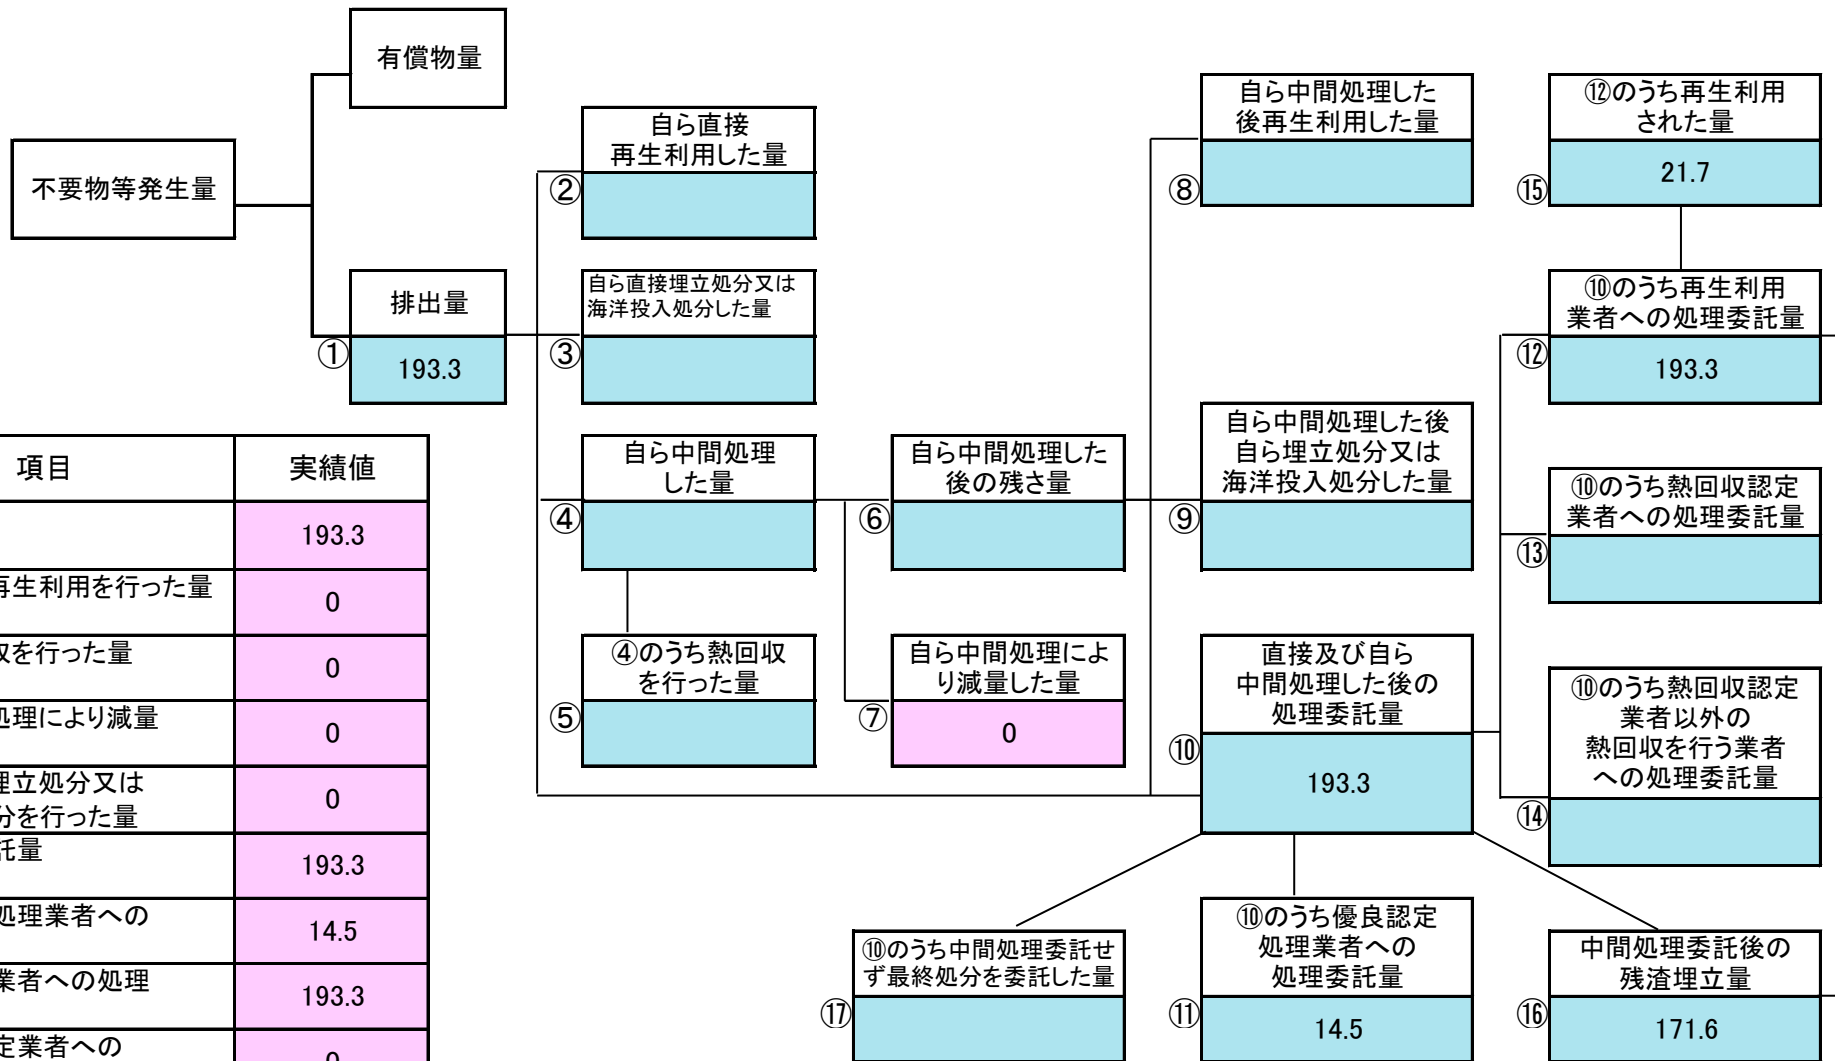 有償物量
不要物等発生量
排出量
①
193.3
自ら直接
再生利用した量
②
自ら直接埋立処分又は
海洋投入処分した量
③
自ら中間処理
した量
④
④のうち熱回収
を行った量
⑤
自ら中間処理した
後の残さ量
⑥
自ら中間処理によ
り減量した量
⑦
0
自ら中間処理した
後再生利用した量
⑧
自ら中間処理した後
自ら埋立処分又は
海洋投入処分した量
⑨
直接及び自ら
中間処理した後の
処理委託量
⑩
193.3
⑫のうち再生利用
された量
⑮
21.7
⑩のうち再生利用
業者への処理委託量
⑫
193.3
⑩のうち熱回収認定
業者への処理委託量
⑬
⑩のうち熱回収認定
業者以外の
熱回収を行う業者
への処理委託量
⑭
⑩のうち中間処理委託せ
ず最終処分を委託した量
⑰
⑩のうち優良認定
処理業者への
処理委託量
⑪
14.5
中間処理委託後の
残渣埋立量
⑯
171.6
項目 実績値
193.3
再生利用を行った量 0
収を行った量 0
処理により減量 0
埋立処分又は
分を行った量 0
託量 193.3
処理業者への 14.5
業者への処理 193.3
定業者への 0